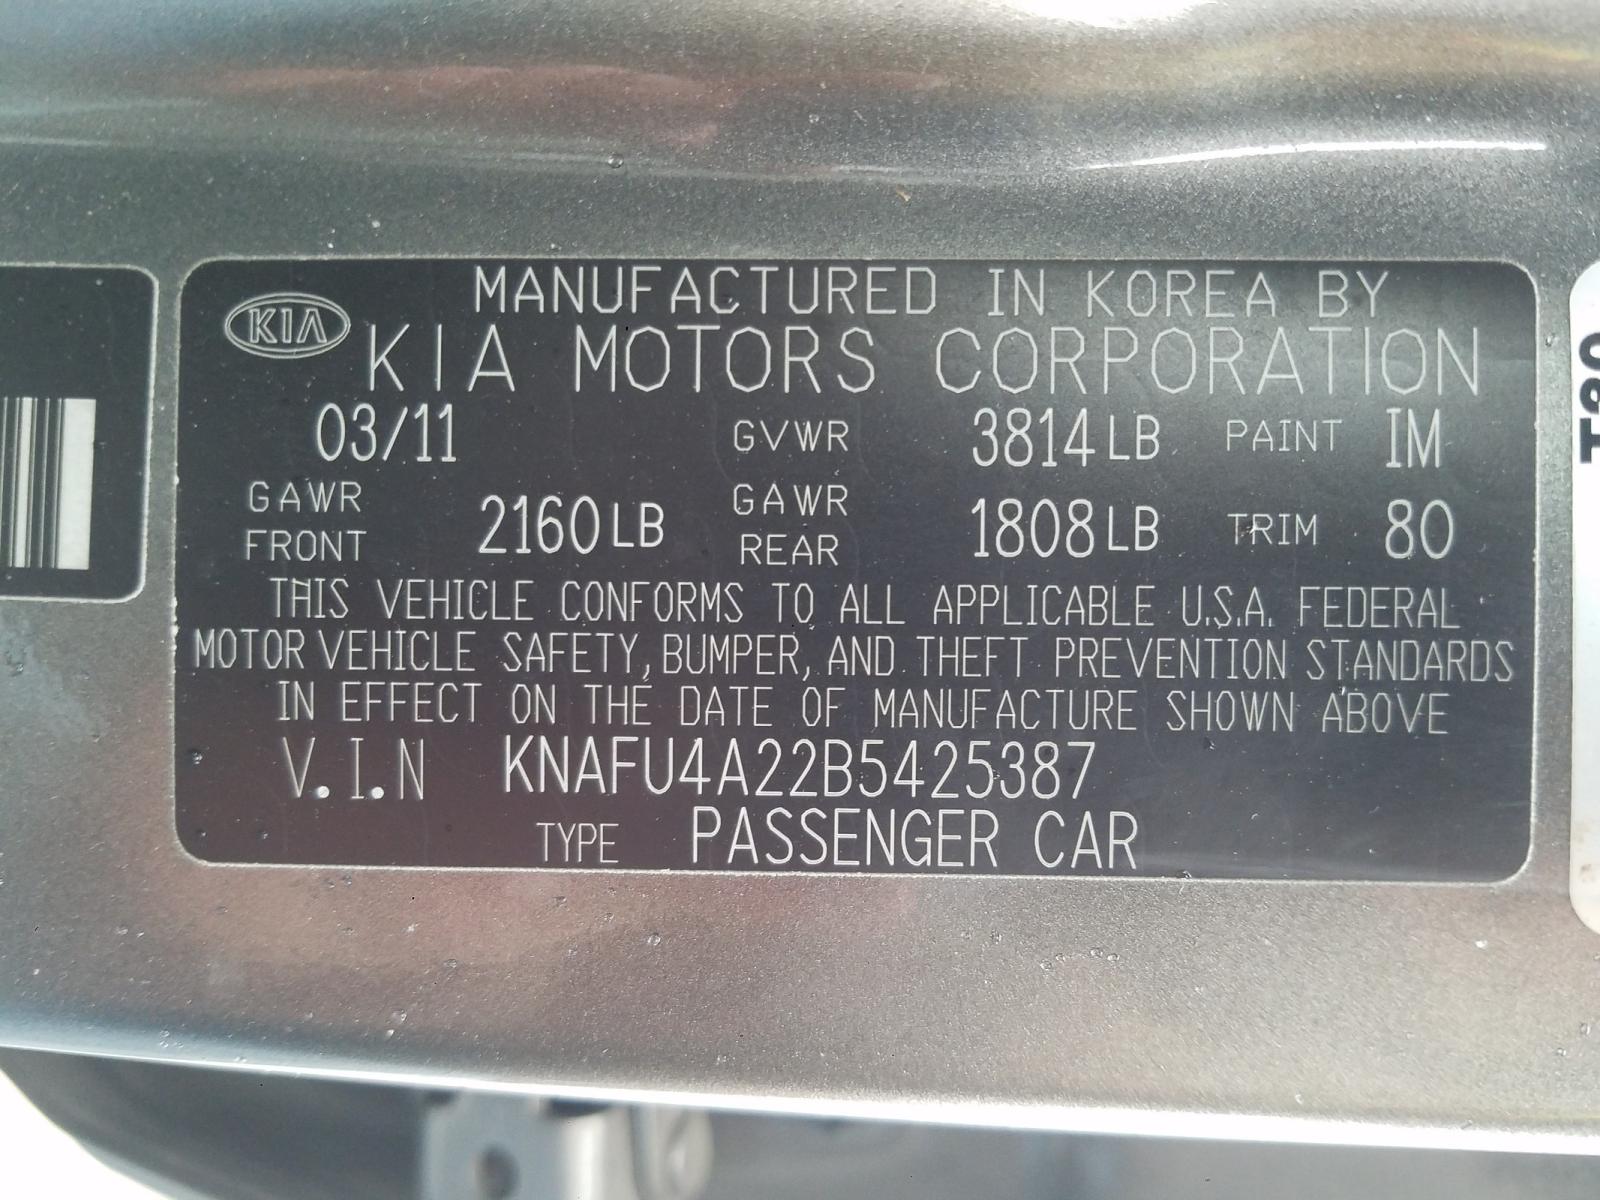 MANUFACTURED IN KOREA BY
KIA KIA MOTORS CORPORATION
03/11 GVWR 3814LB PAINT IM
GAWR FRONT 2160LB GAWR REAR 1808LB TRIM 80
THIS VEHICLE CONFORMS TO ALL APPLICABLE U.S.A. FEDERAL
MOTOR VEHICLE SAFETY, BUMPER, AND THEFT PREVENTION STANDARDS
IN EFFECT ON THE DATE OF MANUFACTURE SHOWN ABOVE
V.I.N KNAFU4A22B5425387
TYPE PASSENGER CAR